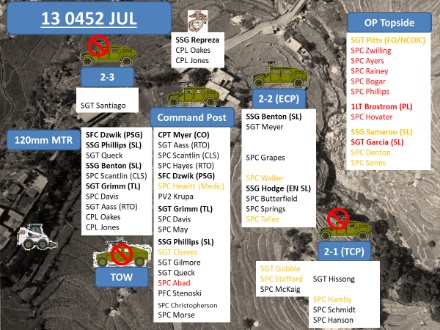 13 0452 JUL
SSG Repreza
CPL Oakes
CPL Jones
OP Topside
SGT Pitts (FO/NCOIC)
SPC Zwilling
SPC Ayers
SPC Rainey
SPC Bogar
SPC Phillips
1LT Brostrom (PL)
SPC Hovater
SSG Samaroo (SL)
SGT Garcia (SL)
SPC Denton
SPC Sones
2-3
SGT Santiago
2-2 (ECP)
SSG Benton (SL)
SGT Meyer
SPC Grapes
SPC Walker
SSG Hodge (EN SL)
SPC Butterfield
SPC Springs
SPC Tellez
Command Post
CPT Myer (CO)
SGT Aass (RTO)
SPC Scantlin (CLS)
SPC Hayes (RTO)
SFC Dzwik (PSG)
SPC Hewitt (Medic)
PV2 Krupa
SGT Grimm (TL)
SPC Davis
SPC May
SSG Phillips (SL)
SGT Chavez
SGT Gilmore
SGT Queck
SPC Abad
PFC Stenoski
SPC Christopherson
SPC Morse
120mm MTR
SFC Dzwik (PSG)
SSG Phillips (SL)
SGT Queck
SSG Benton (SL)
SPC Scantlin (CLS)
SGT Grimm (TL)
SPC Davis
SGT Aass (RTO)
CPL Oakes
CPL Jones
TOW
2-1 (TCP)
SGT Gobble
SPC Stafford
SPC McKaig
SGT Hissong
SPC Hamby
SPC Schmidt
SPC Hanson